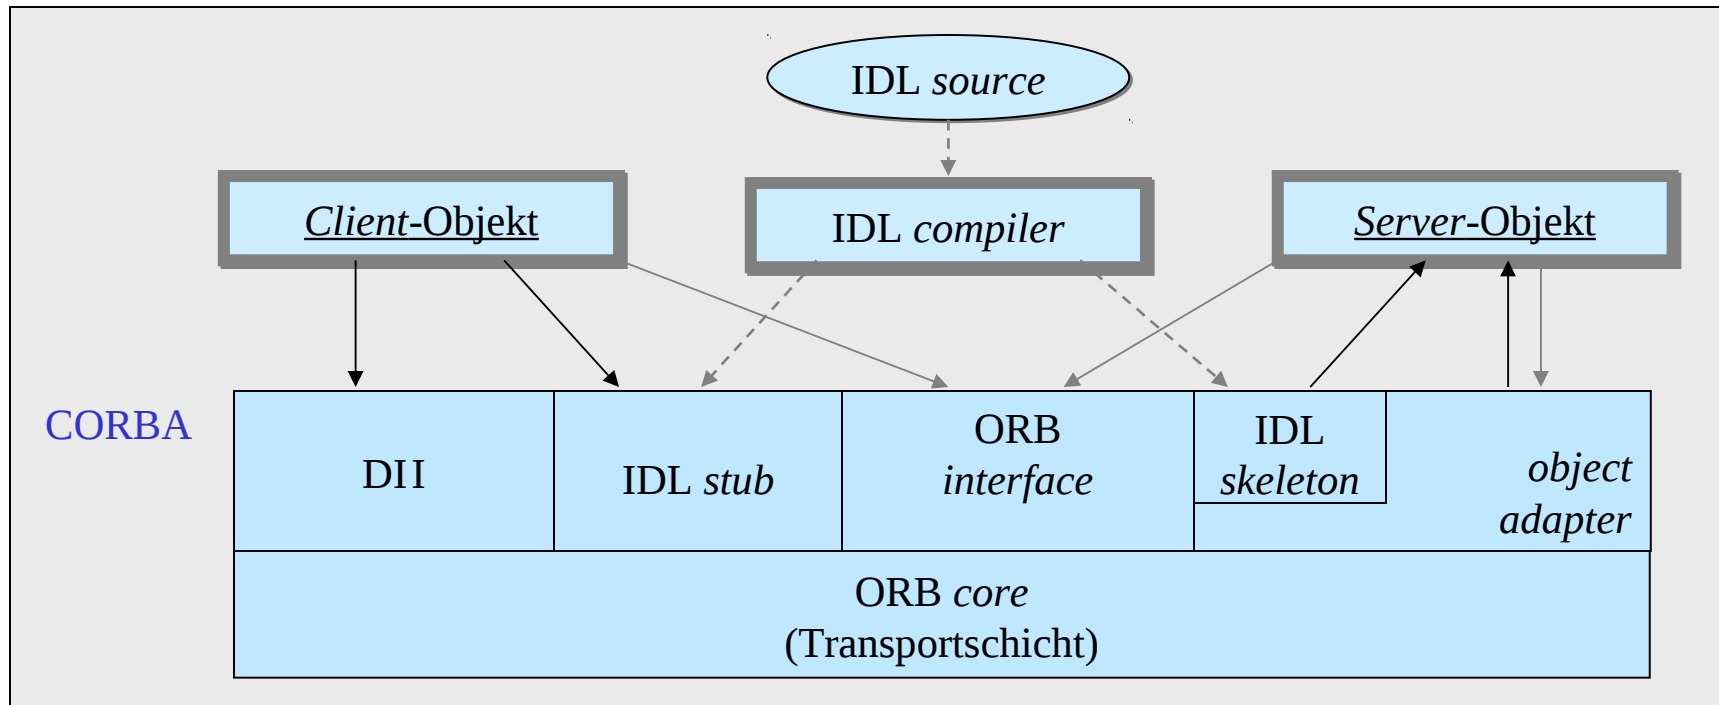 IDL source
Client-Objekt
IDL compiler
Server-Objekt
CORBA
DII
IDL stub
ORB
interface
IDL
skeleton
object
adapter
ORB core
(Transportschicht)